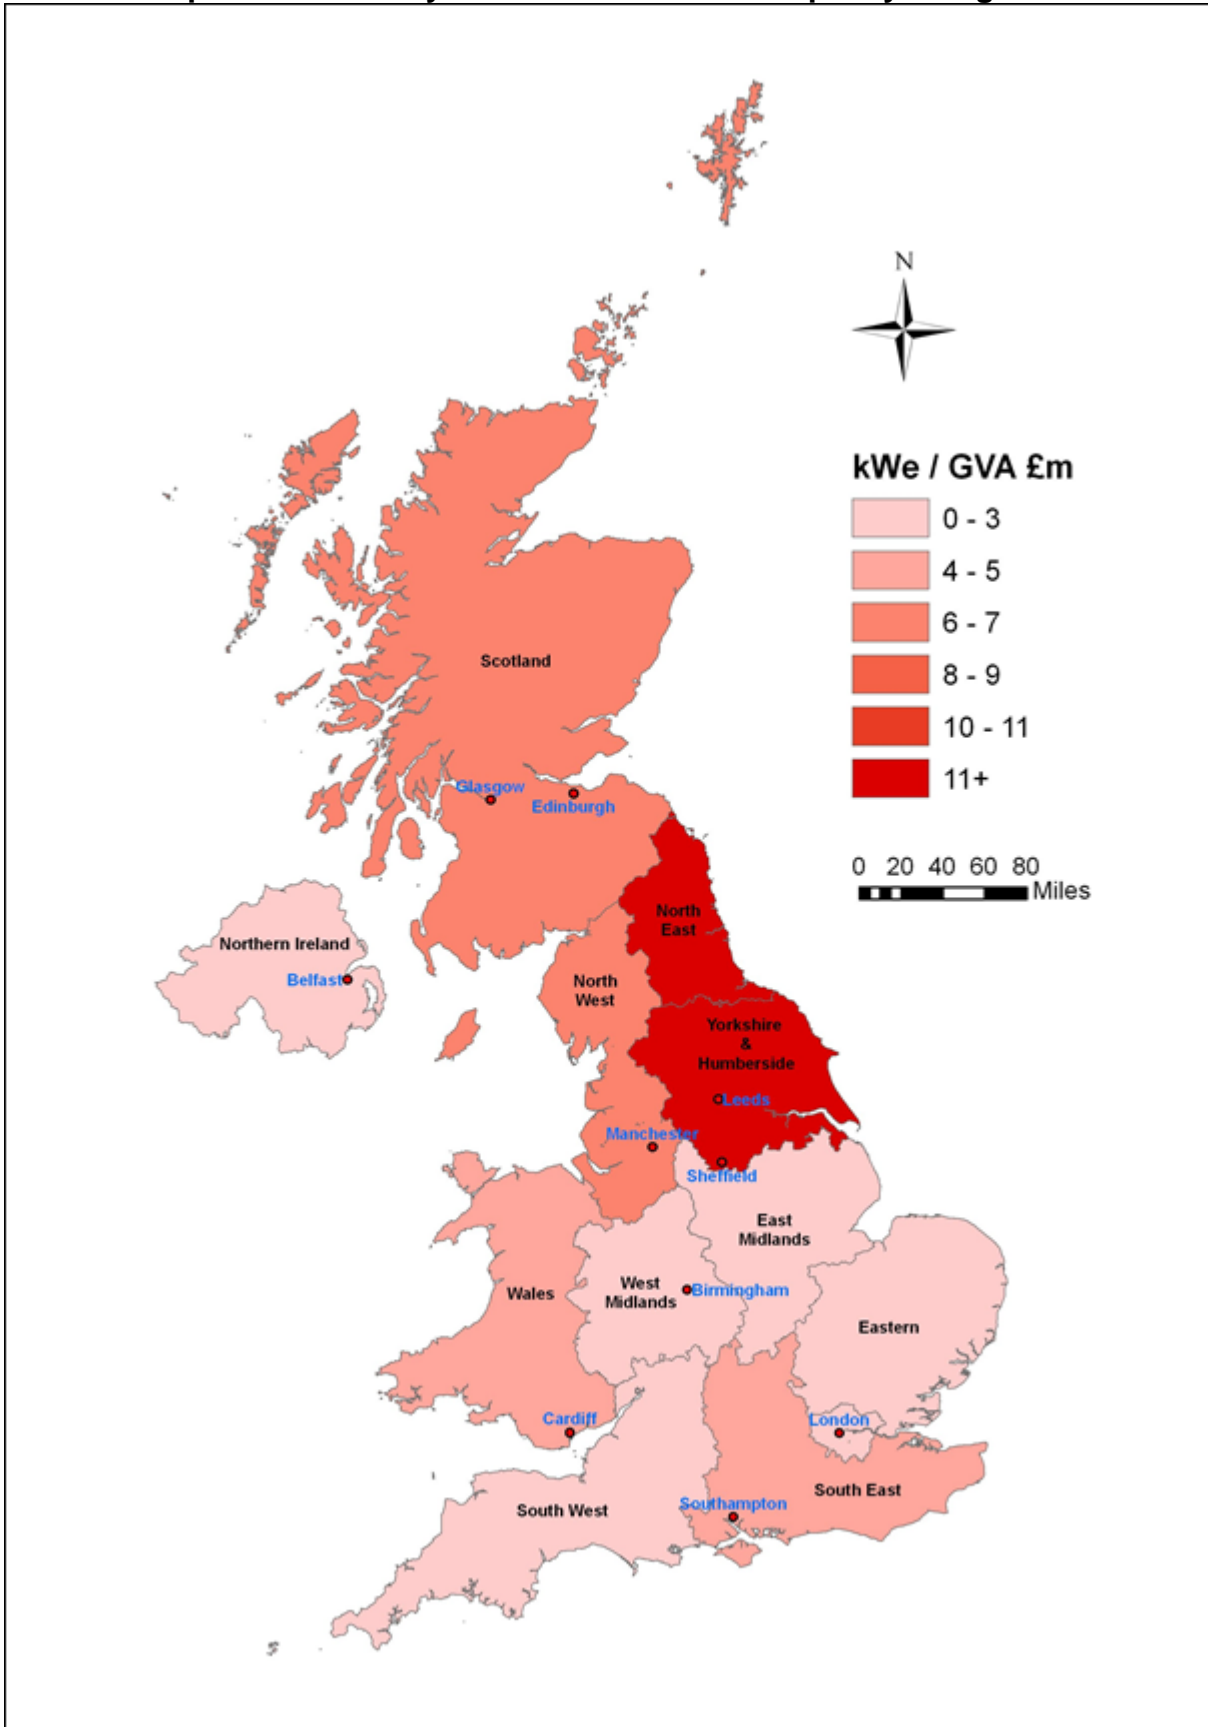 N
kWe / GVA £m
0 - 3
4 - 5
6 - 7
8 - 9
10 - 11
11+
0 20 40 60 80
Miles
Scotland
Glasgow
Edinburgh
North
East
Northern Ireland
Belfast
North
West
Yorkshire
&
Humberside
Leeds
Manchester
Sheffield
East
Midlands
Wales
West
Midlands
Birmingham
Eastern
Cardiff
London
South East
Southampton
South West